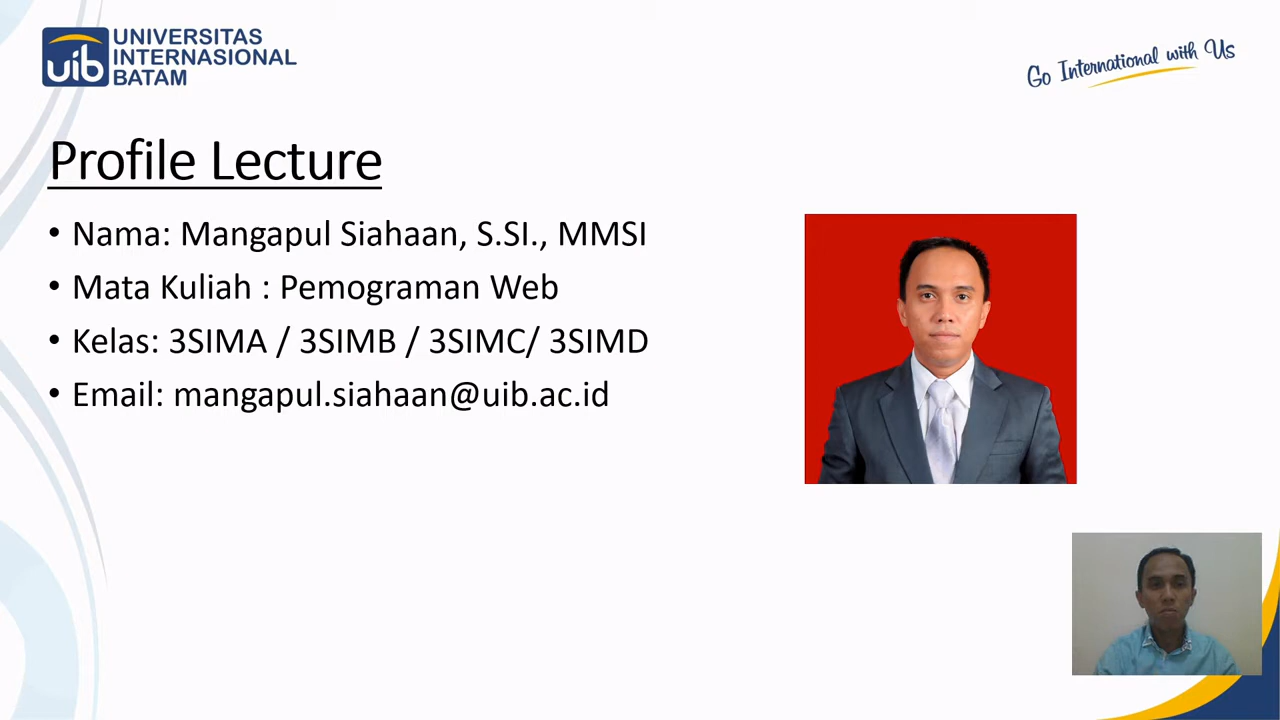 uib
UNIVERSITAS
INTERNASIONAL
BATAM
Go International with Us
Profile Lecture
• Nama: Mangapul Siahaan, S.SI., MMSI
• Mata Kuliah : Pemograman Web
• Kelas: 3SIMA / 3SIMB / 3SIMC/ 3SIMD
• Email: mangapul.siahaan@uib.ac.id